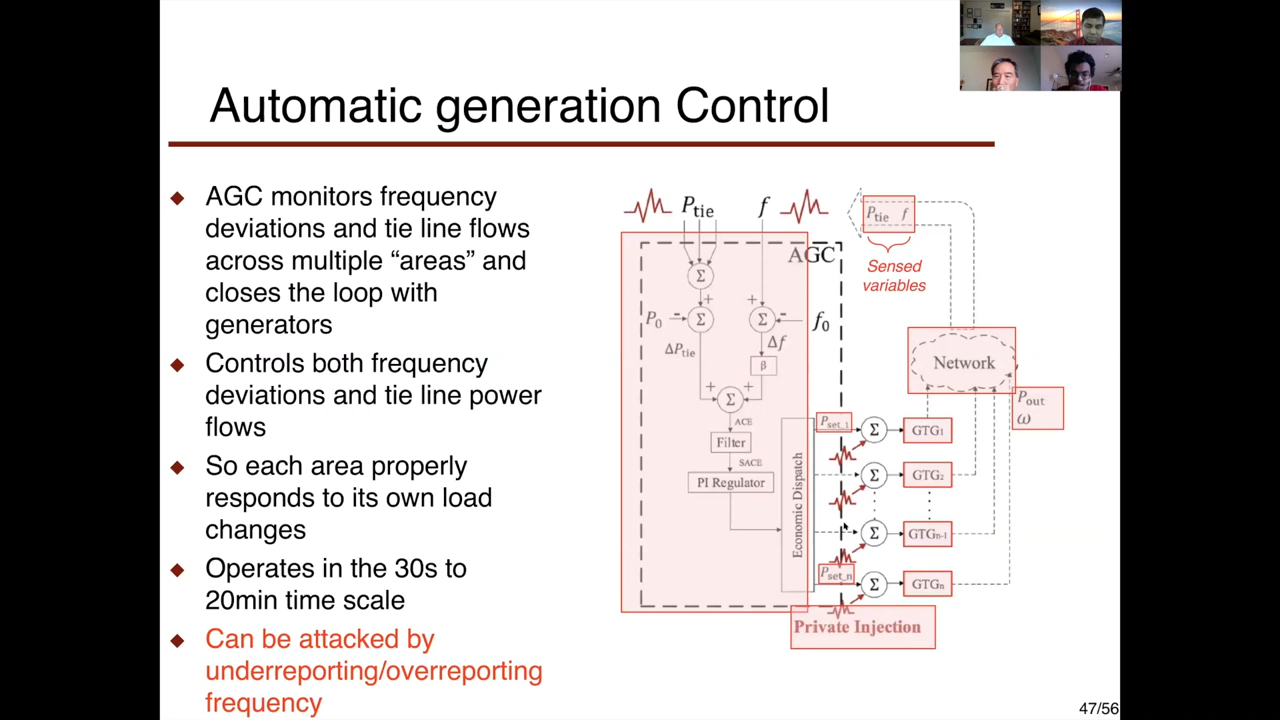 Automatic generation Control
AGC monitors frequency
deviations and tie line flows
across multiple “areas” and
closes the loop with
generators
Controls both frequency
deviations and tie line power
flows
So each area properly
responds to its own load
changes
Operates in the 30s to
20min time scale
Can be attacked by
underreporting/overreporting
frequency
P_tie f
AGC
Σ
+ +
P_0 - Σ Σ - f_0
ΔP_tie Δf
β
+ +
Σ
ACE
Filter
SACE
PI Regulator
Economic Dispatch
P_tie f
Sensed
variables
Network
P_out
ω
P_set_1 Σ GTG_1
Σ GTG_2
Σ GTG_n-1
P_set_n Σ GTG_n
Private Injection
47/56